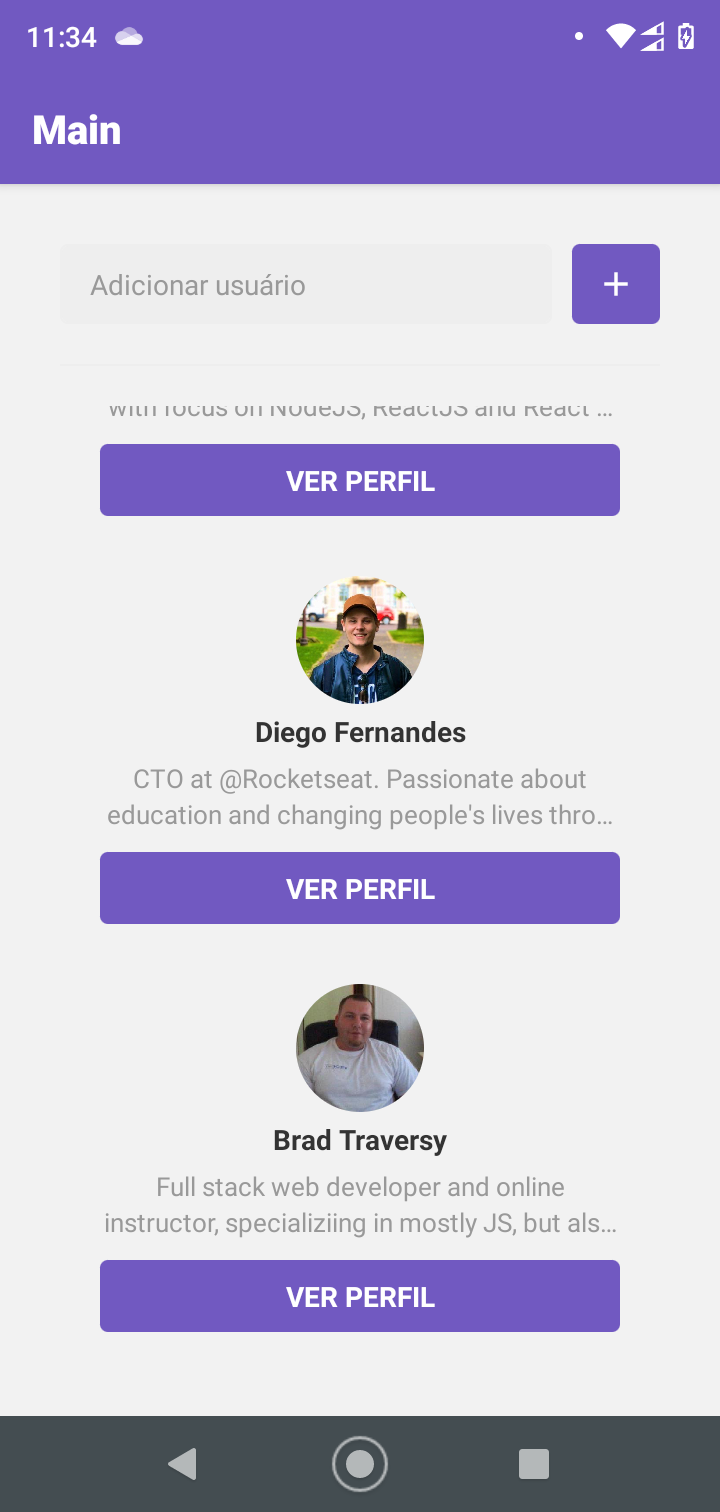 11:34
Main
Adicionar usuário
with focus on NodeJS, ReactJS and React ...
VER PERFIL
Diego Fernandes
CTO at @Rocketseat. Passionate about
education and changing people's lives thro...
VER PERFIL
Brad Traversy
Full stack web developer and online
instructor, specializiing in mostly JS, but als...
VER PERFIL